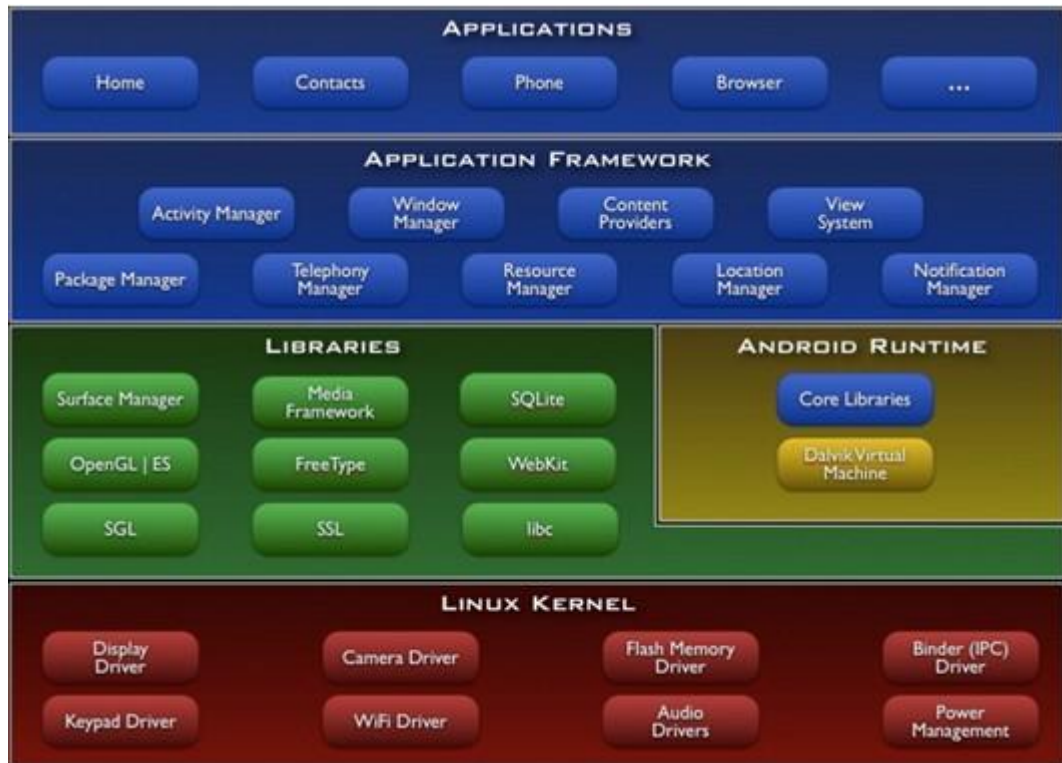 APPLICATIONS
Home
Contacts
Phone
Browser
...
APPLICATION FRAMEWORK
Activity Manager
Window
Manager
Content
Providers
View
System
Package Manager
Telephony
Manager
Resource
Manager
Location
Manager
Notification
Manager
LIBRARIES
Surface Manager
Media
Framework
SQLite
OpenGL | ES
FreeType
WebKit
SGL
SSL
libc
ANDROID RUNTIME
Core Libraries
Dalvik Virtual
Machine
LINUX KERNEL
Display
Driver
Camera Driver
Flash Memory
Driver
Binder (IPC)
Driver
Keypad Driver
WiFi Driver
Audio
Drivers
Power
Management